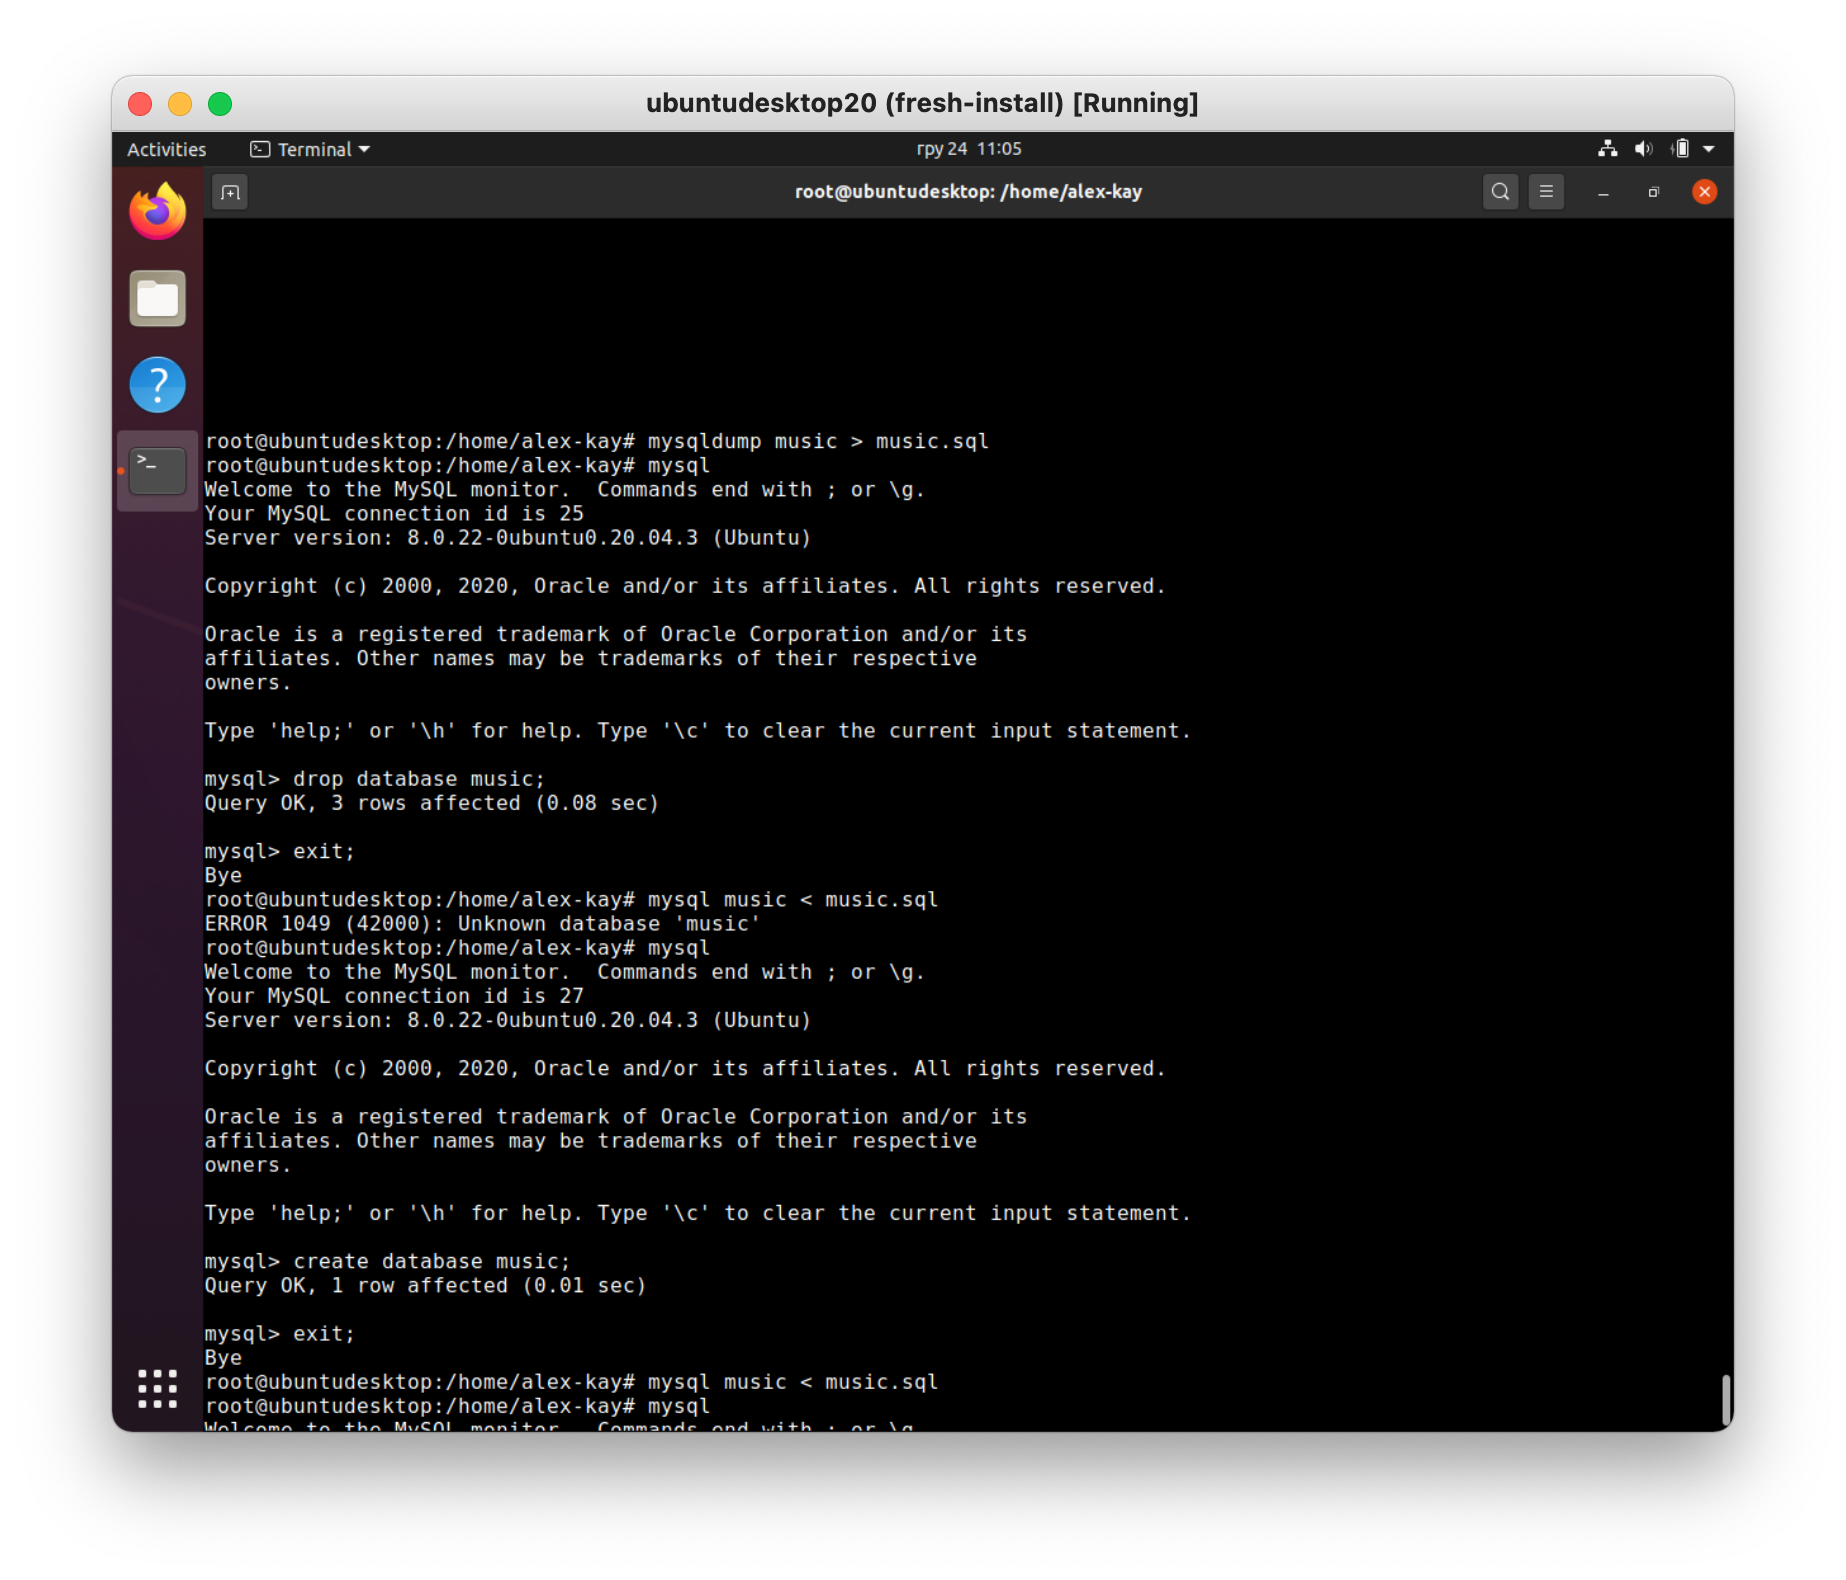 ubuntudesktop20 (fresh-install) [Running]
Activities Terminal гру 24 11:05
root@ubuntudesktop: /home/alex-kay
root@ubuntudesktop:/home/alex-kay# mysqldump music > music.sql
root@ubuntudesktop:/home/alex-kay# mysql
Welcome to the MySQL monitor.  Commands end with ; or \g.
Your MySQL connection id is 25
Server version: 8.0.22-0ubuntu0.20.04.3 (Ubuntu)
Copyright (c) 2000, 2020, Oracle and/or its affiliates. All rights reserved.
Oracle is a registered trademark of Oracle Corporation and/or its
affiliates. Other names may be trademarks of their respective
owners.
Type 'help;' or '\h' for help. Type '\c' to clear the current input statement.
mysql> drop database music;
Query OK, 3 rows affected (0.08 sec)
mysql> exit;
Bye
root@ubuntudesktop:/home/alex-kay# mysql music < music.sql
ERROR 1049 (42000): Unknown database 'music'
root@ubuntudesktop:/home/alex-kay# mysql
Welcome to the MySQL monitor.  Commands end with ; or \g.
Your MySQL connection id is 27
Server version: 8.0.22-0ubuntu0.20.04.3 (Ubuntu)
Copyright (c) 2000, 2020, Oracle and/or its affiliates. All rights reserved.
Oracle is a registered trademark of Oracle Corporation and/or its
affiliates. Other names may be trademarks of their respective
owners.
Type 'help;' or '\h' for help. Type '\c' to clear the current input statement.
mysql> create database music;
Query OK, 1 row affected (0.01 sec)
mysql> exit;
Bye
root@ubuntudesktop:/home/alex-kay# mysql music < music.sql
root@ubuntudesktop:/home/alex-kay# mysql
Welcome to the MySQL monitor.  Commands end with ; or \g.